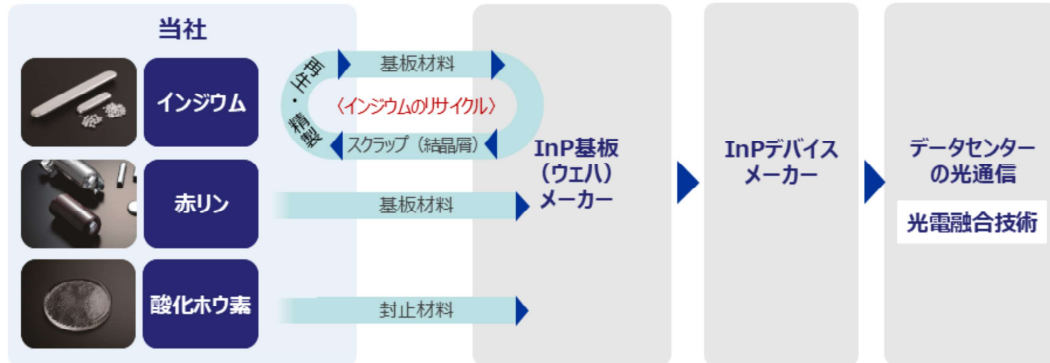 当社
インジウム
赤リン
酸化ホウ素
再生・精製
基板材料
〈インジウムのリサイクル〉
スクラップ（結晶屑）
基板材料
封止材料
InP基板
（ウェハ）
メーカー
InPデバイス
メーカー
データセンター
の光通信
光電融合技術